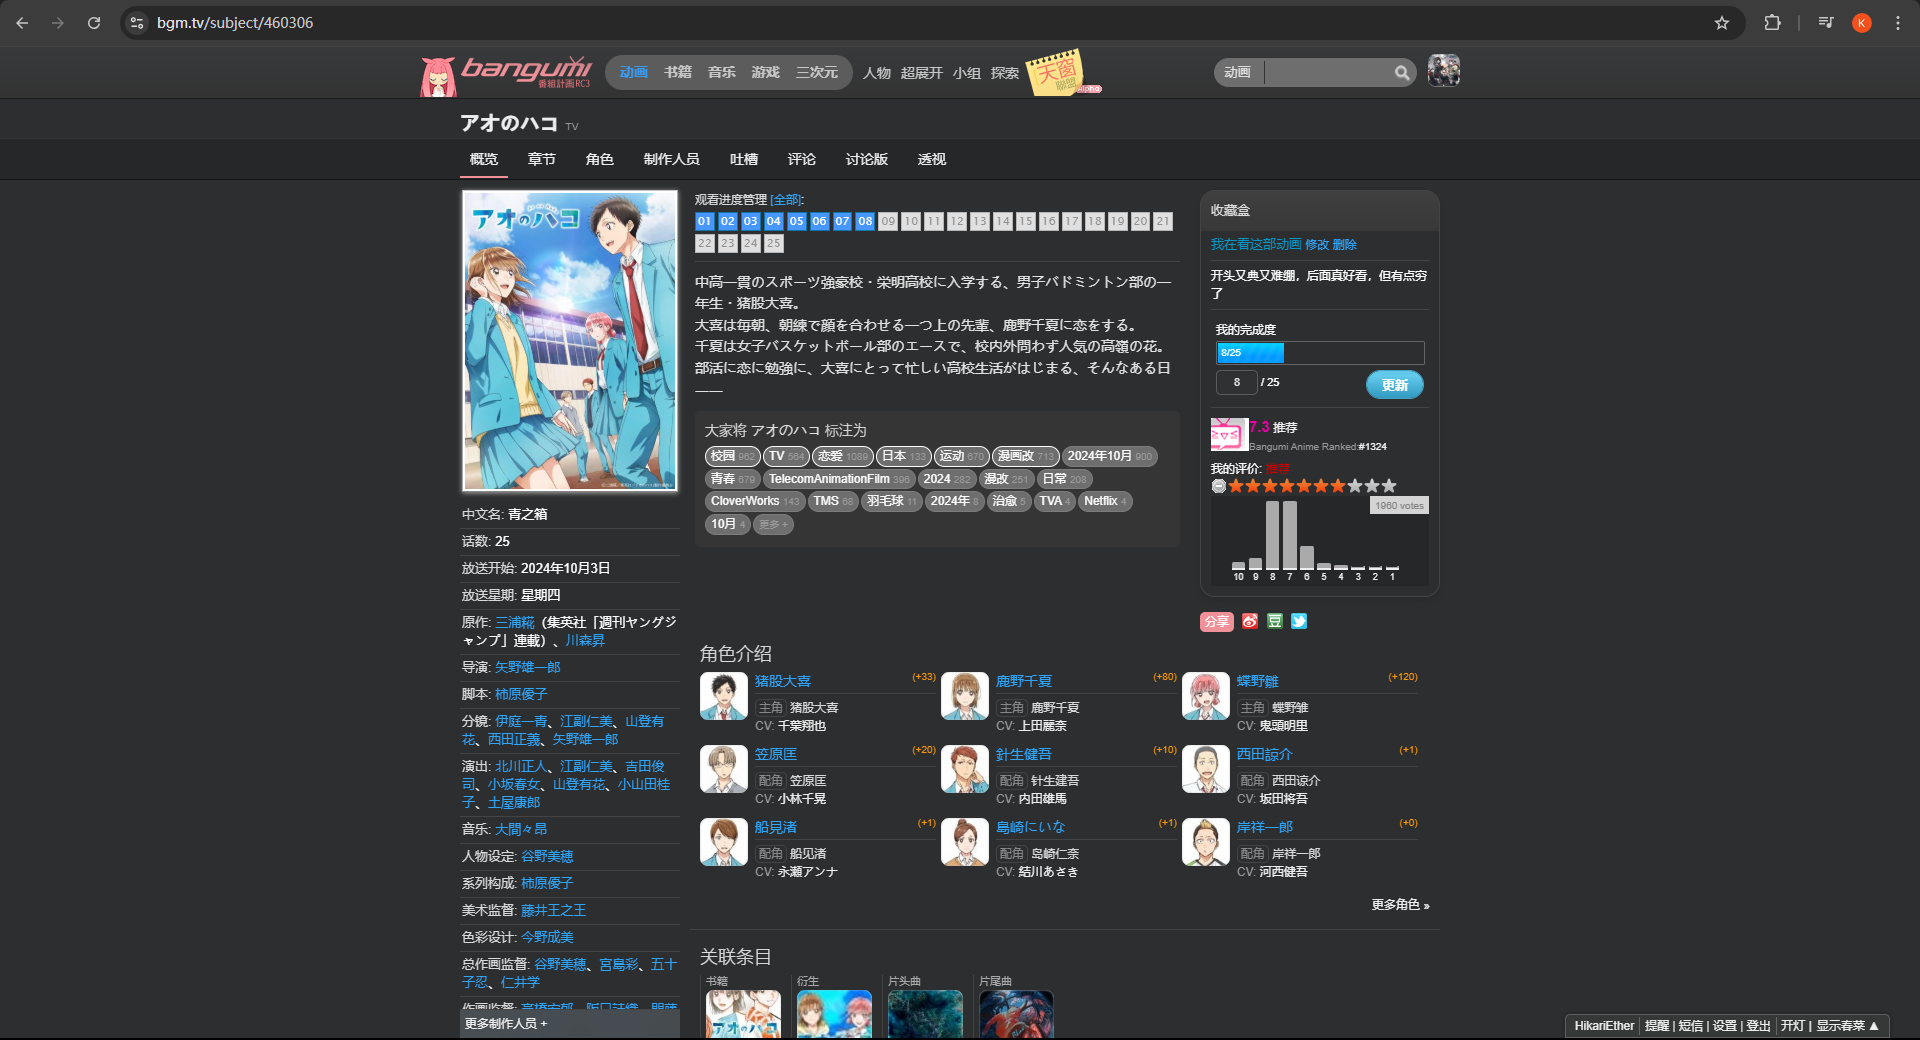 bgm.tv/subject/460306
K
bangumi
番組計画RC3
动画 书籍 音乐 游戏 三次元 人物 超展开 小组 探索 天窗 聯盟 alpha
动画
アオのハコ TV
概览 章节 角色 制作人员 吐槽 评论 讨论版 透视
アオのハコ
中文名: 青之箱
话数: 25
放送开始: 2024年10月3日
放送星期: 星期四
原作: 三浦糀（集英社「週刊ヤングジ
ャンプ」連載）、川森昇
导演: 矢野雄一郎
脚本: 柿原優子
分镜: 伊庭一青、江副仁美、山登有
花、西田正義、矢野雄一郎
演出: 北川正人、江副仁美、吉田俊
司、小坂春女、山登有花、小山田桂
子、土屋康郎
音乐: 大間々昂
人物设定: 谷野美穂
系列构成: 柿原優子
美术监督: 藤井王之王
色彩设计: 今野成美
总作画监督: 谷野美穂、宮島彩、五十
子忍、仁井学
更多制作人员 +
观看进度管理 [全部]:
01 02 03 04 05 06 07 08 09 10 11 12 13 14 15 16 17 18 19 20 21
22 23 24 25
中高一貫のスポーツ強豪校・栄明高校に入学する、男子バドミントン部の一
年生・猪股大喜。
大喜は毎朝、朝練で顔を合わせる一つ上の先輩、鹿野千夏に恋をする。
千夏は女子バスケットボール部のエースで、校内外問わず人気の高嶺の花。
部活に恋に勉強に、大喜にとって忙しい高校生活がはじまる、そんなある日
——
大家将 アオのハコ 标注为
校园 962 TV 564 恋爱 1089 日本 133 运动 670 漫画改 713 2024年10月 900
青春 679 TelecomAnimationFilm 396 2024 282 漫改 251 日常 208
CloverWorks 143 TMS 68 羽毛球 11 2024年 8 治愈 5 TVA 4 Netflix 4
10月 4 更多 +
收藏盒
我在看这部动画 修改 删除
开头又典又难绷，后面真好看，但有点穷
了
我的完成度
8/25
8 / 25 更新
7.3 推荐
Bangumi Anime Ranked:#1324
我的评价: 推荐
1960 votes
10 9 8 7 6 5 4 3 2 1
分享 豆
角色介绍
猪股大喜 (+33)
主角 猪股大喜
CV: 千葉翔也
鹿野千夏 (+80)
主角 鹿野千夏
CV: 上田麗奈
蝶野雛 (+120)
主角 蝶野雏
CV: 鬼頭明里
笠原匡 (+20)
配角 笠原匡
CV: 小林千晃
針生健吾 (+10)
配角 针生建吾
CV: 内田雄馬
西田諒介 (+1)
配角 西田谅介
CV: 坂田将吾
船見渚 (+1)
配角 船见渚
CV: 永瀬アンナ
島崎にいな (+1)
配角 岛崎仁奈
CV: 結川あさき
岸祥一郎 (+0)
配角 岸祥一郎
CV: 河西健吾
更多角色 »
关联条目
书籍 衍生 片头曲 片尾曲
アオのハコ
HikariEther 提醒 | 短信 | 设置 | 登出 开灯 | 显示春菜 ▲